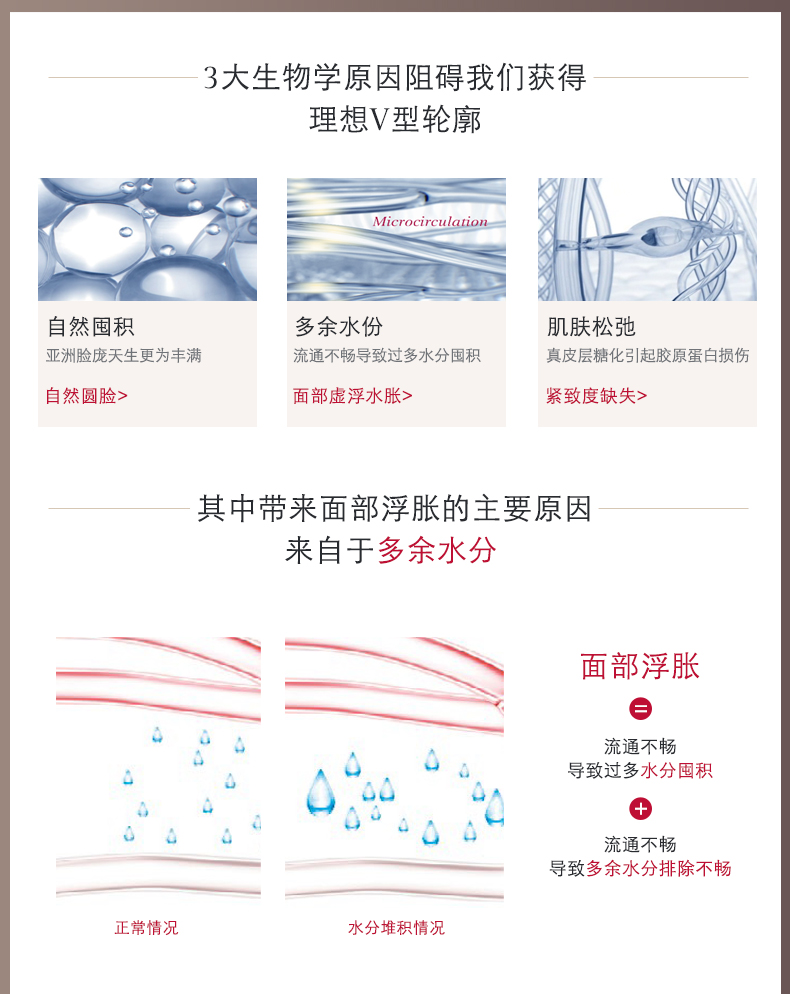 3大生物学原因阻碍我们获得
理想V型轮廓
Microcirculation
自然囤积
亚洲脸庞天生更为丰满
自然圆脸>
多余水份
流通不畅导致过多水分囤积
面部虚浮水胀>
肌肤松弛
真皮层糖化引起胶原蛋白损伤
紧致度缺失>
其中带来面部浮胀的主要原因
来自于多余水分
正常情况
水分堆积情况
面部浮胀
=
流通不畅
导致过多水分囤积
+
流通不畅
导致多余水分排除不畅